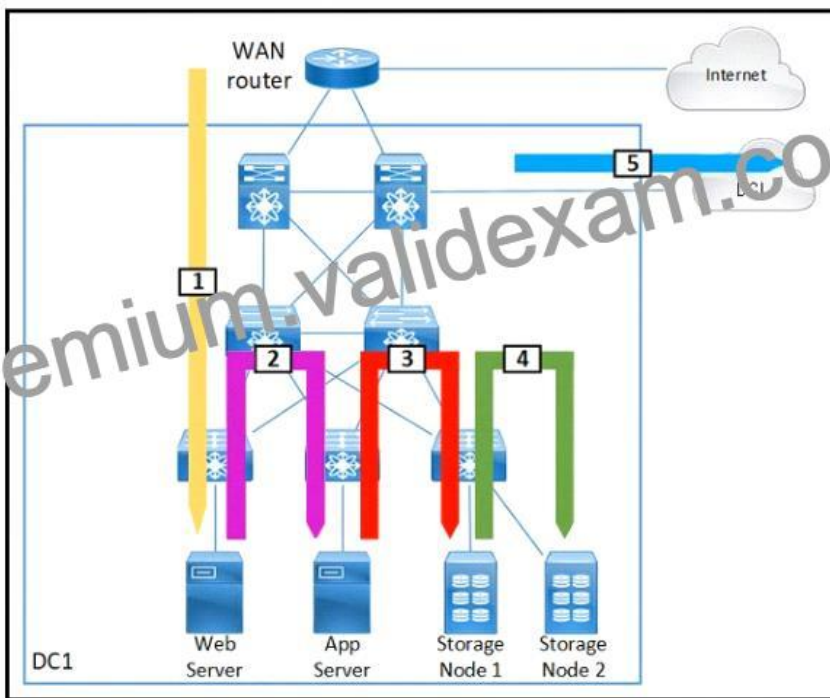 WAN
router
Internet
5
DCI
1
emium.validexam.co
2
3
4
Web
Server
App
Server
Storage
Node 1
Storage
Node 2
DC1